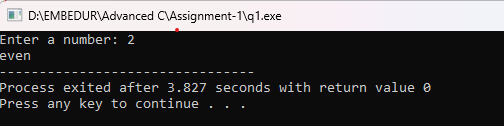 D:\EMBEDUR\Advanced C\Assignment-1\q1.exe
Enter a number: 2
even
--------------------------------
Process exited after 3.827 seconds with return value 0
Press any key to continue . . .